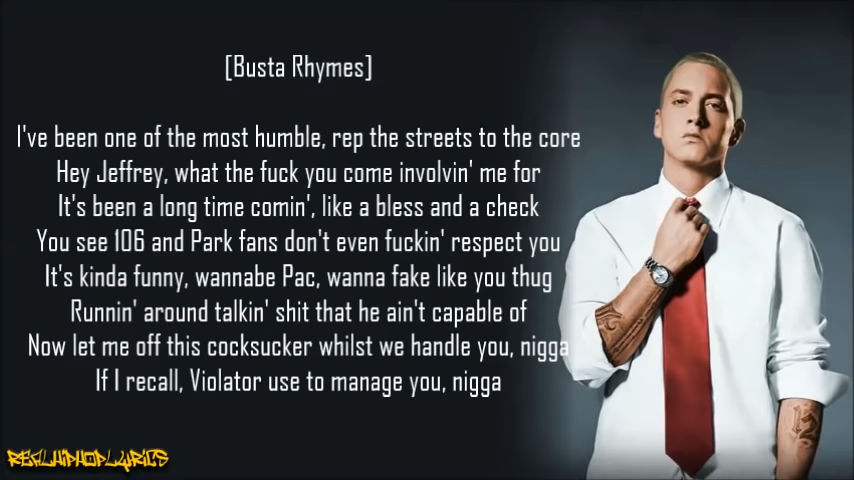 [Busta Rhymes]
I've been one of the most humble, rep the streets to the core
Hey Jeffrey, what the fuck you come involvin' me for
It's been a long time comin', like a bless and a check
You see 106 and Park fans don't even fuckin' respect you
It's kinda funny, wannabe Pac, wanna fake like you thug
Runnin' around talkin' shit that he ain't capable of
Now let me off this cocksucker whilst we handle you, nigga
If I recall, Violator use to manage you, nigga
REALHIPHOPLYRICS